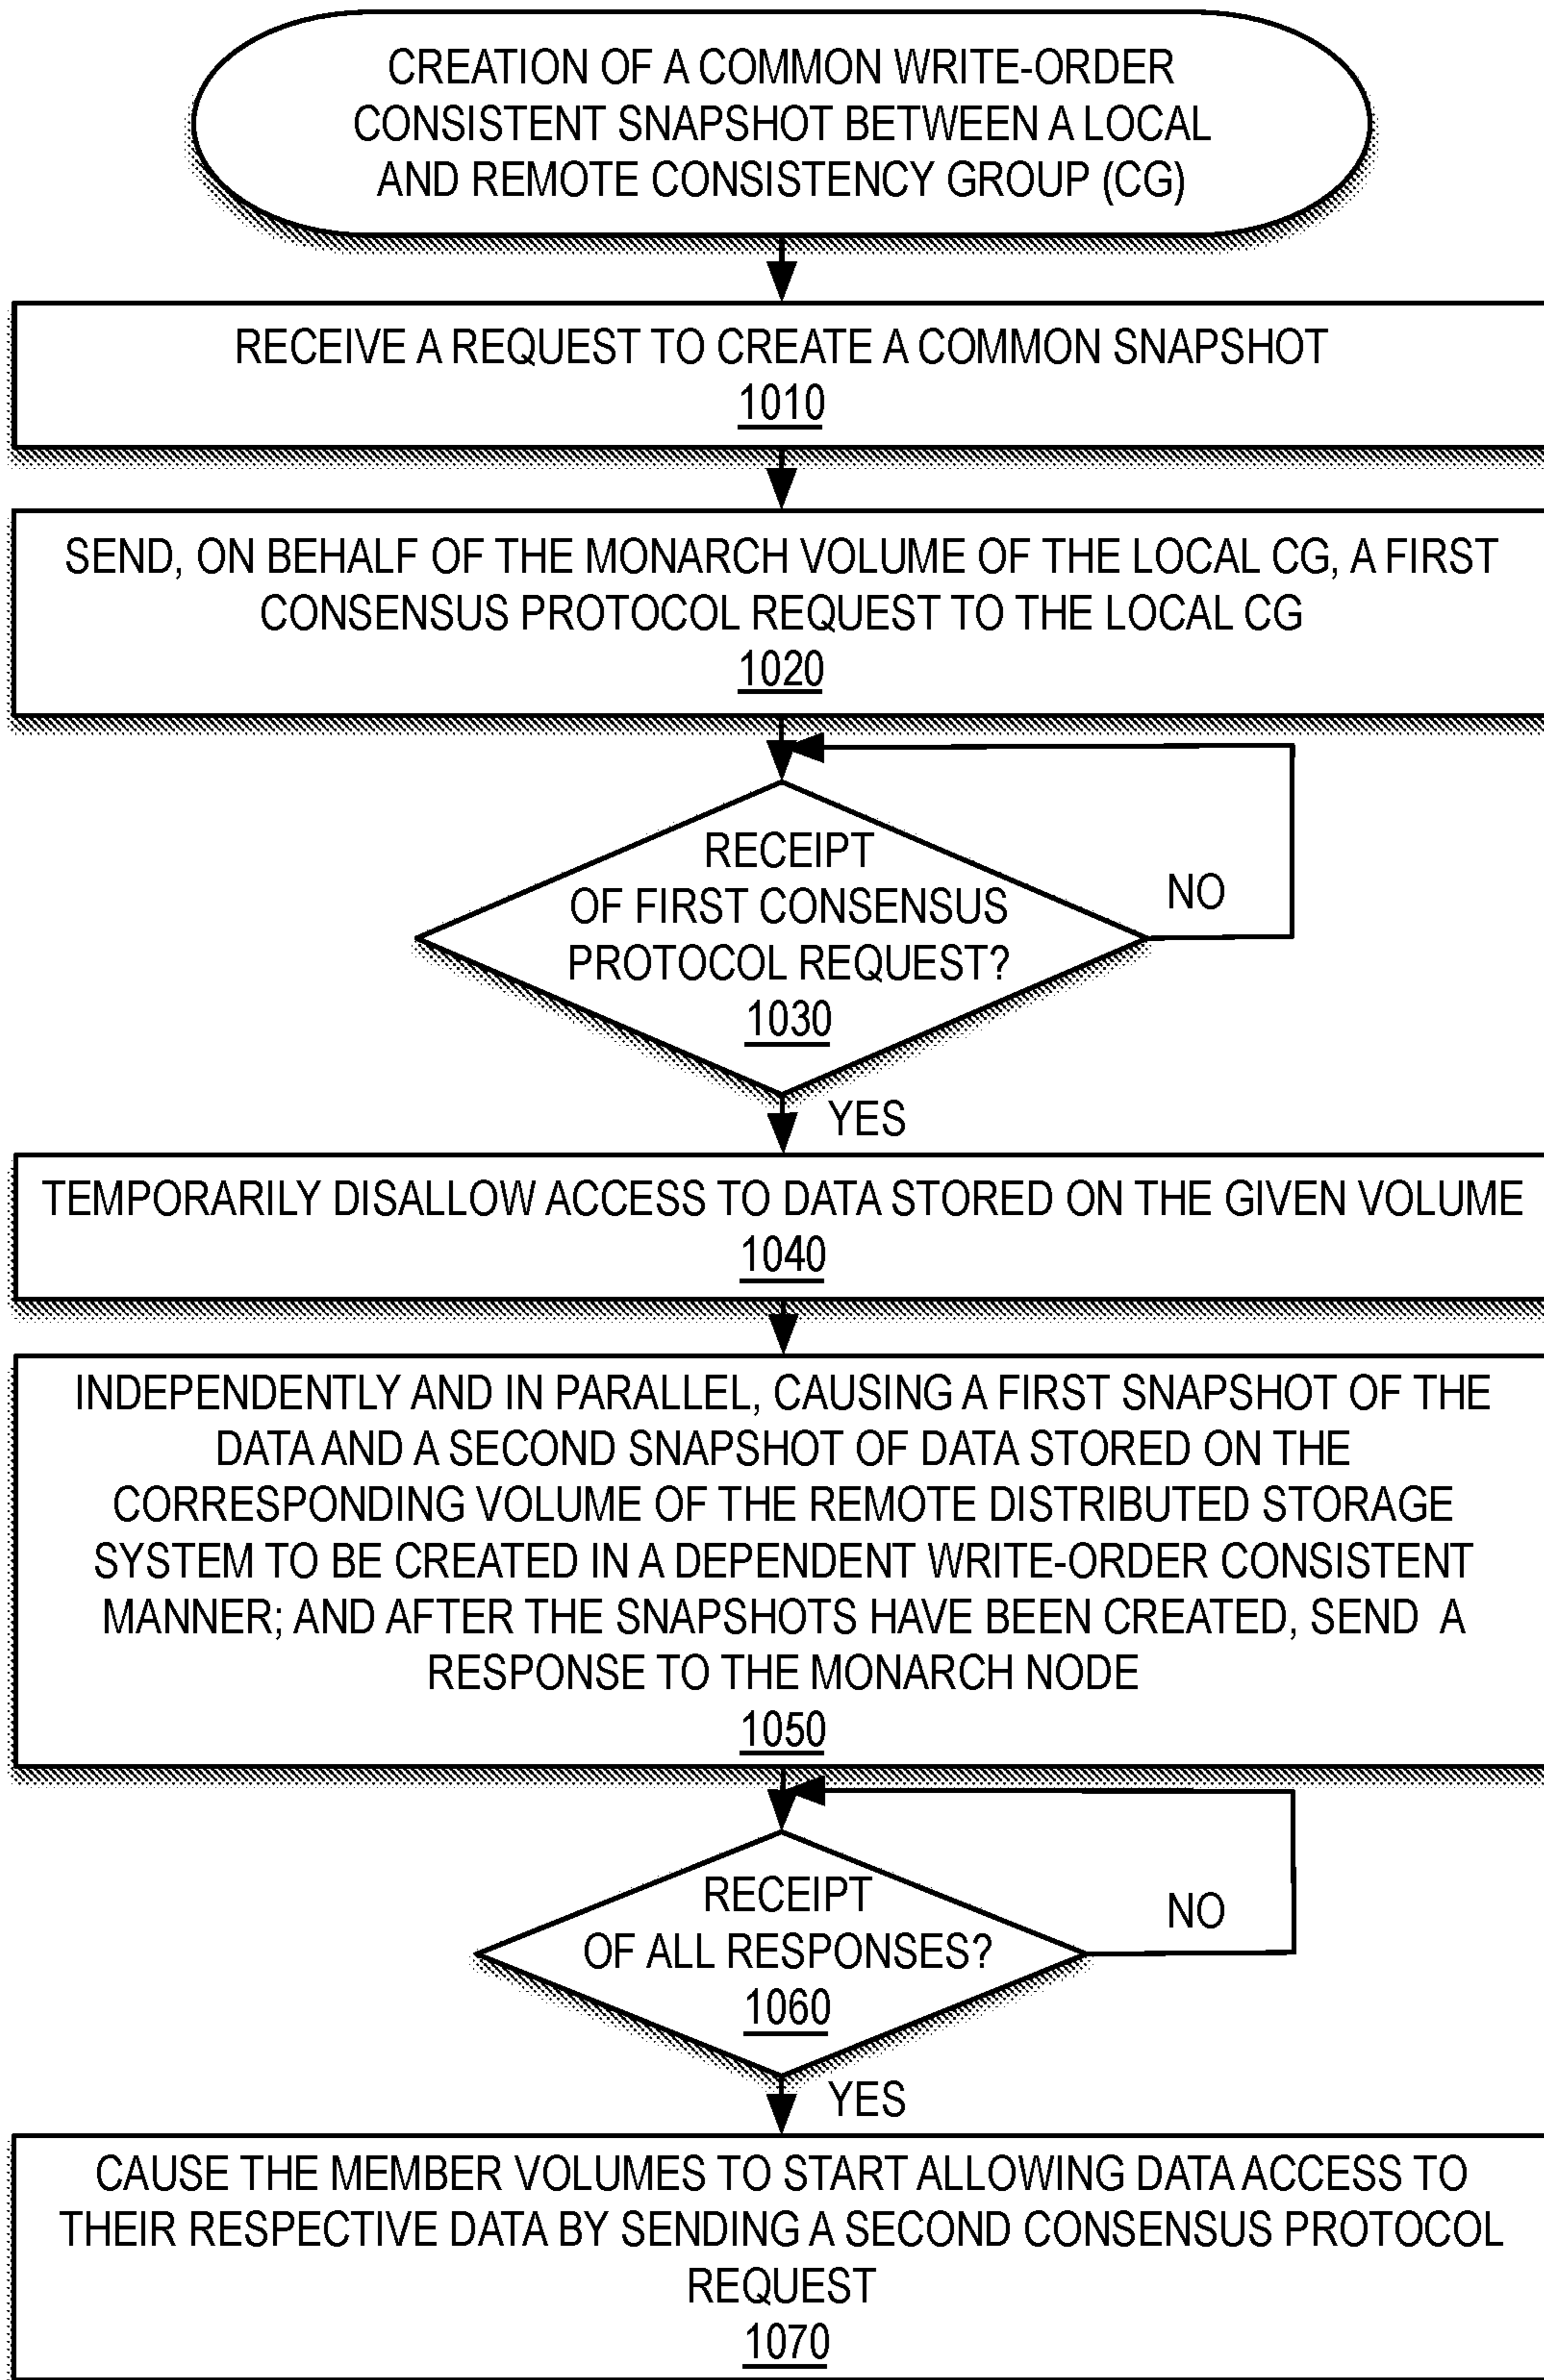 CREATION OF A COMMON WRITE-ORDER
CONSISTENT SNAPSHOT BETWEEN A LOCAL
AND REMOTE CONSISTENCY GROUP (CG)
RECEIVE A REQUEST TO CREATE A COMMON SNAPSHOT
1010
SEND, ON BEHALF OF THE MONARCH VOLUME OF THE LOCAL CG, A FIRST
CONSENSUS PROTOCOL REQUEST TO THE LOCAL CG
1020
RECEIPT
OF FIRST CONSENSUS
PROTOCOL REQUEST?
1030
NO
YES
TEMPORARILY DISALLOW ACCESS TO DATA STORED ON THE GIVEN VOLUME
1040
INDEPENDENTLY AND IN PARALLEL, CAUSING A FIRST SNAPSHOT OF THE
DATA AND A SECOND SNAPSHOT OF DATA STORED ON THE
CORRESPONDING VOLUME OF THE REMOTE DISTRIBUTED STORAGE
SYSTEM TO BE CREATED IN A DEPENDENT WRITE-ORDER CONSISTENT
MANNER; AND AFTER THE SNAPSHOTS HAVE BEEN CREATED, SEND A
RESPONSE TO THE MONARCH NODE
1050
RECEIPT
OF ALL RESPONSES?
1060
NO
YES
CAUSE THE MEMBER VOLUMES TO START ALLOWING DATA ACCESS TO
THEIR RESPECTIVE DATA BY SENDING A SECOND CONSENSUS PROTOCOL
REQUEST
1070